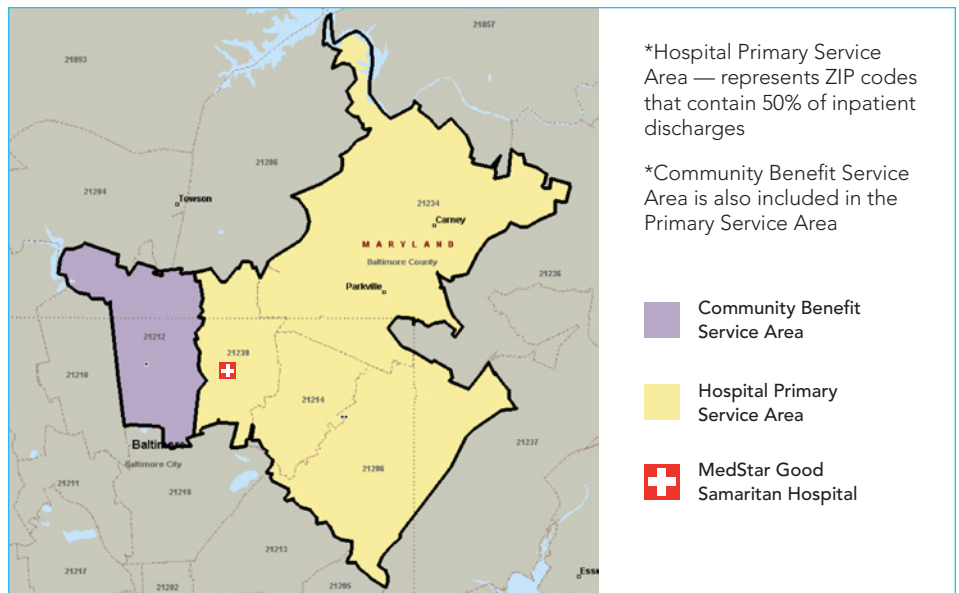 21057
21093
21286
21204
Towson
21234
Carney
MARYLAND
Baltimore County
21236
Parkville
21212
21239
21210
21214
21237
Baltimore
Baltimore City
21206
21211
21218
21213
21217
21202
21205
Esse
*Hospital Primary Service
Area — represents ZIP codes
that contain 50% of inpatient
discharges
*Community Benefit Service
Area is also included in the
Primary Service Area
Community Benefit
Service Area
Hospital Primary
Service Area
MedStar Good
Samaritan Hospital